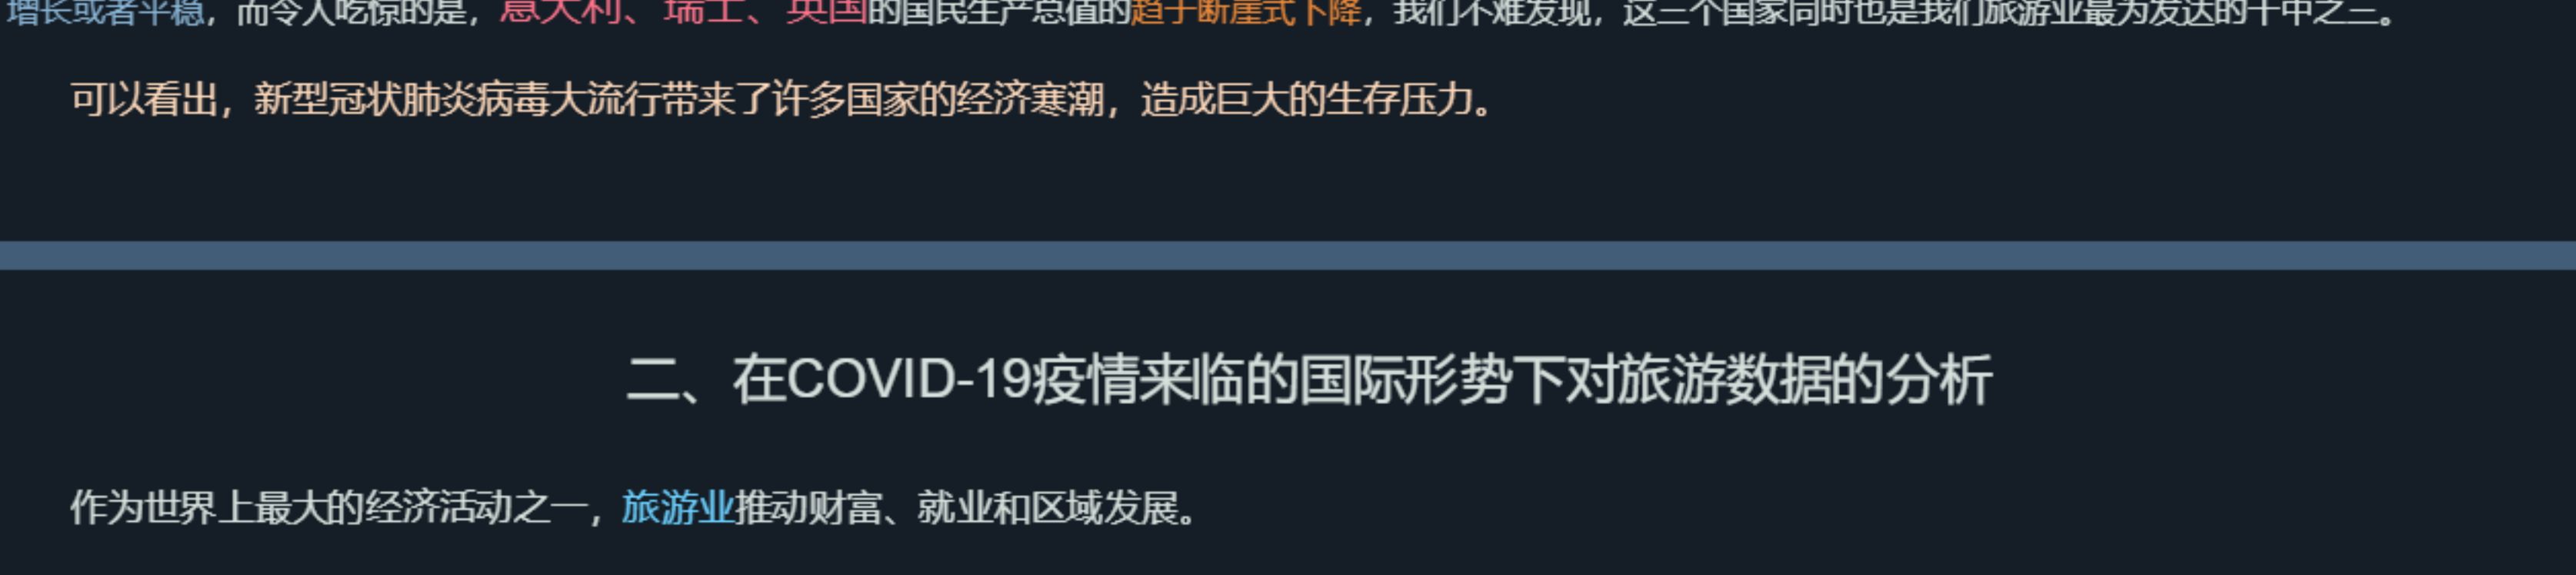 增长或者平稳，而令人吃惊的是，意大利、瑞士、英国的国民生产总值的趋于断崖式下降，我们不难发现，这三个国家同时也是我们旅游业最为发达的十中之三。
可以看出，新型冠状肺炎病毒大流行带来了许多国家的经济寒潮，造成巨大的生存压力。
二、在COVID-19疫情来临的国际形势下对旅游数据的分析
作为世界上最大的经济活动之一，旅游业推动财富、就业和区域发展。